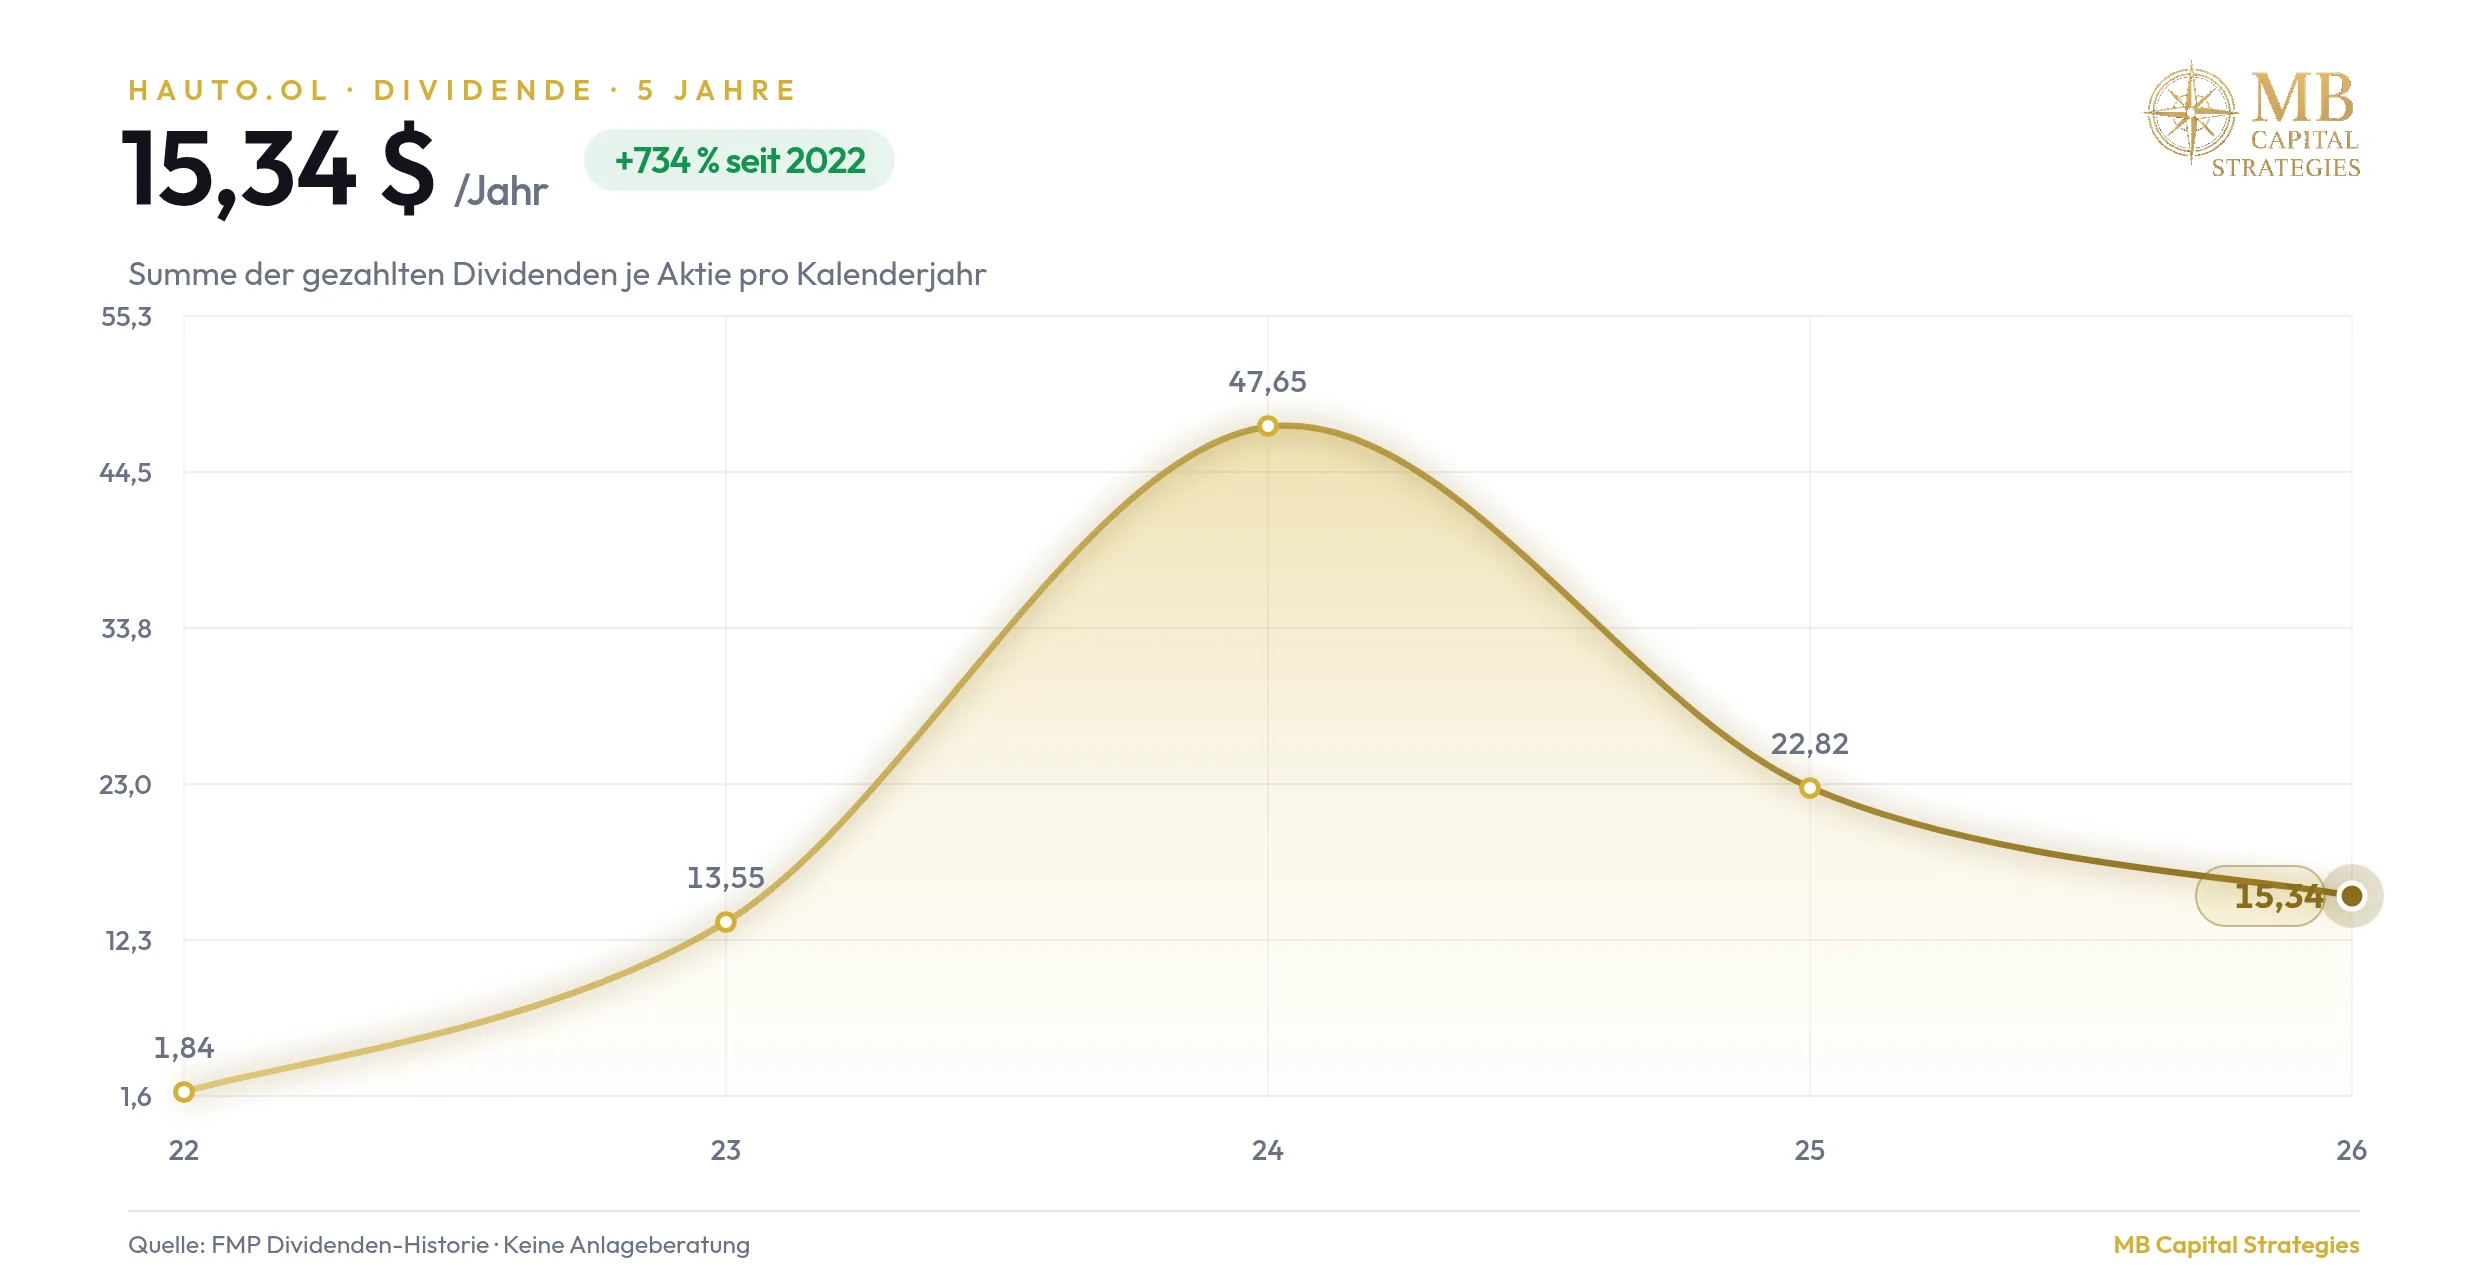 HAUTO.OL · DIVIDENDE · 5 JAHRE
15,34 $ /Jahr
+734 % seit 2022
MB
CAPITAL
STRATEGIES
Summe der gezahlten Dividenden je Aktie pro Kalenderjahr
55,3
44,5
33,8
23,0
12,3
1,6
1,84
13,55
47,65
22,82
15,34
22
23
24
25
26
Quelle: FMP Dividenden-Historie · Keine Anlageberatung
MB Capital Strategies